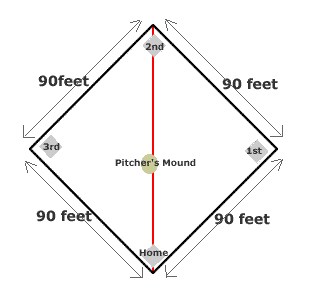 2nd
90feet
90 feet
3rd
1st
Pitcher's Mound
90 feet
90 feet
Home